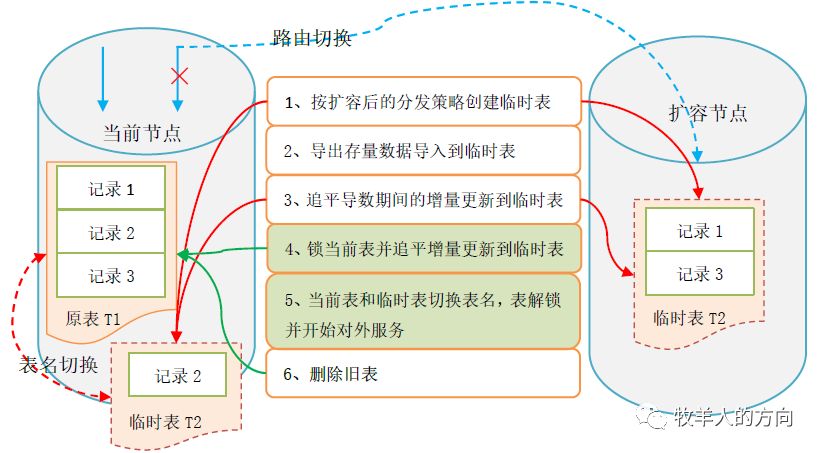 路由切换
当前节点
扩容节点
1、按扩容后的分发策略创建临时表
2、导出存量数据导入到临时表
3、追平导数期间的增量更新到临时表
4、锁当前表并追平增量更新到临时表
5、当前表和临时表切换表名，表解锁
并开始对外服务
6、删除旧表
记录 1
记录 2
记录 3
原表 T1
表名切换
记录 2
临时表 T2
记录 1
记录 3
临时表 T2
牧羊人的方向